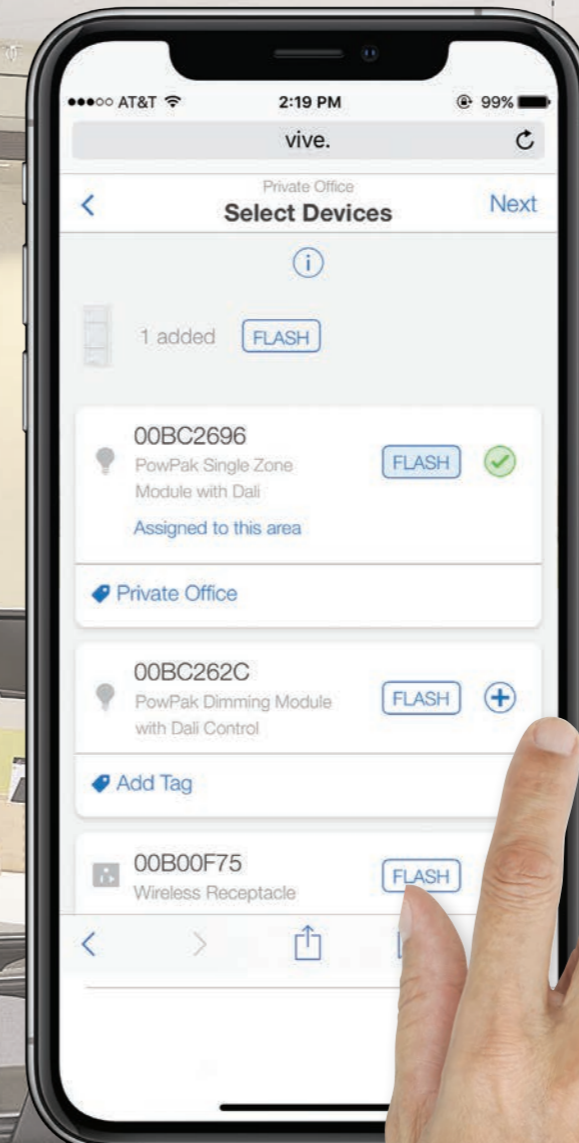 AT&T 2:19 PM 99%
vive.
Private Office
Select Devices Next
1 added FLASH
00BC2696
PowPak Single Zone
Module with Dali
FLASH
Assigned to this area
Private Office
00BC262C
PowPak Dimming Module
with Dali Control
FLASH
Add Tag
00B00F75
Wireless Receptacle
FLASH